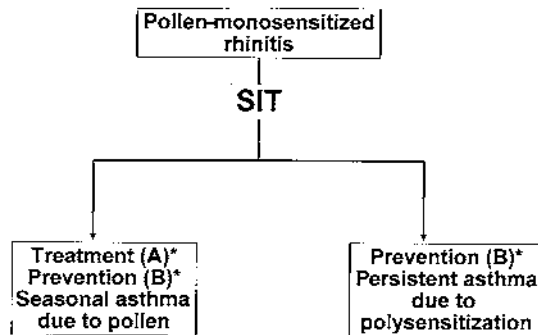 Pollen-monosensitized
rhinitis
SIT
Treatment (A)*
Prevention (B)*
Seasonal asthma
due to pollen
Prevention (B)*
Persistent asthma
due to
polysensitization